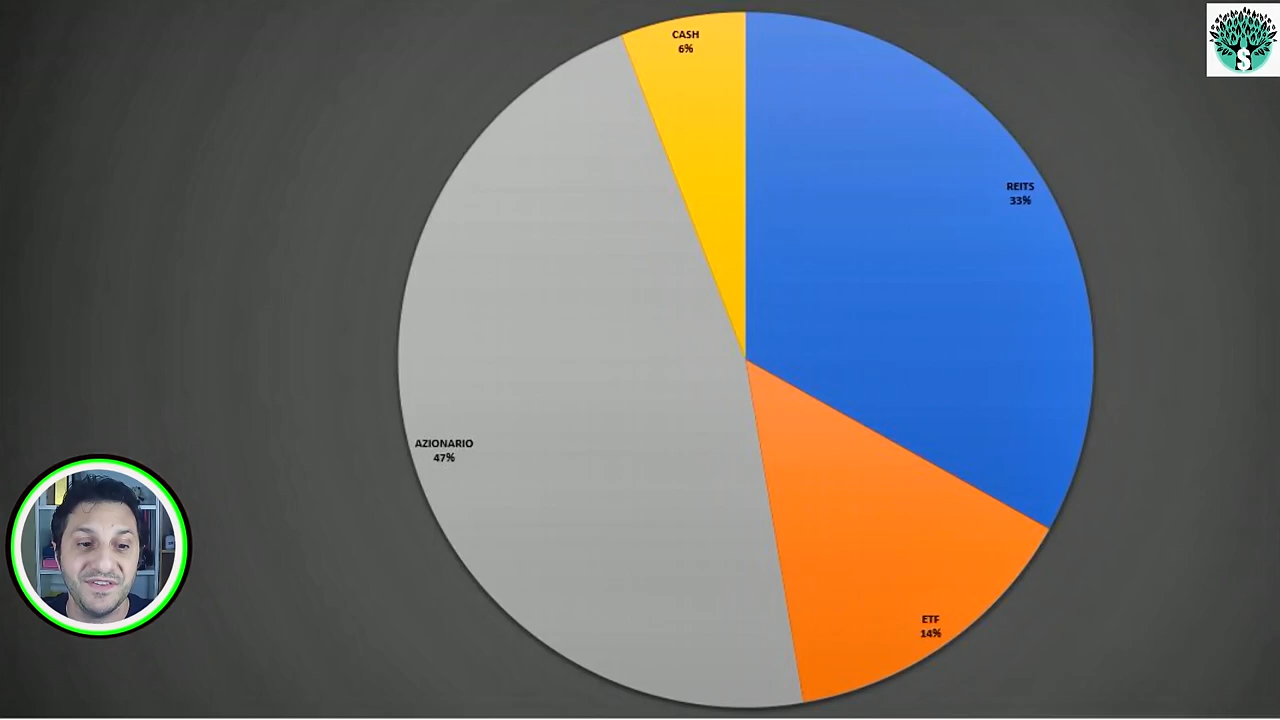 CASH
6%
REITS
33%
AZIONARIO
47%
ETF
14%
$